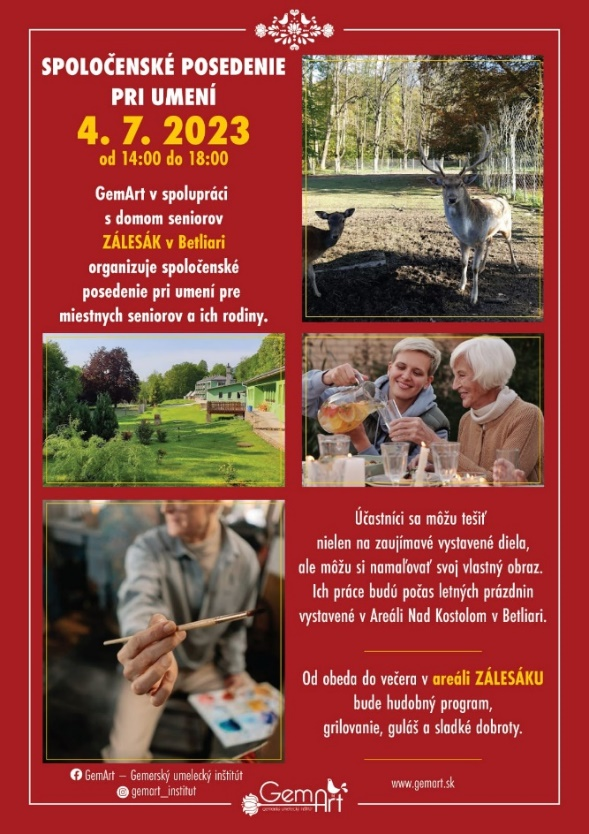 SPOLOČENSKÉ POSEDENIE
PRI UMENÍ
4. 7. 2023
od 14:00 do 18:00
GemArt v spolupráci
s domom seniorov
ZÁLESÁK v Betliari
organizuje spoločenské
posedenie pri umení pre
miestnych seniorov a ich rodiny.
Účastníci sa môžu tešiť
nielen na zaujímavé vystavené diela,
ale môžu si namaľovať svoj vlastný obraz.
Ich práce budú počas letných prázdnin
vystavené v Areáli Nad Kostolom v Betliari.
Od obeda do večera v areáli ZÁLESÁKU
bude hudobný program,
grilovanie, guláš a sladké dobroty.
GemArt – Gemerský umelecký inštitút
gemart_institut
GemArt
www.gemart.sk